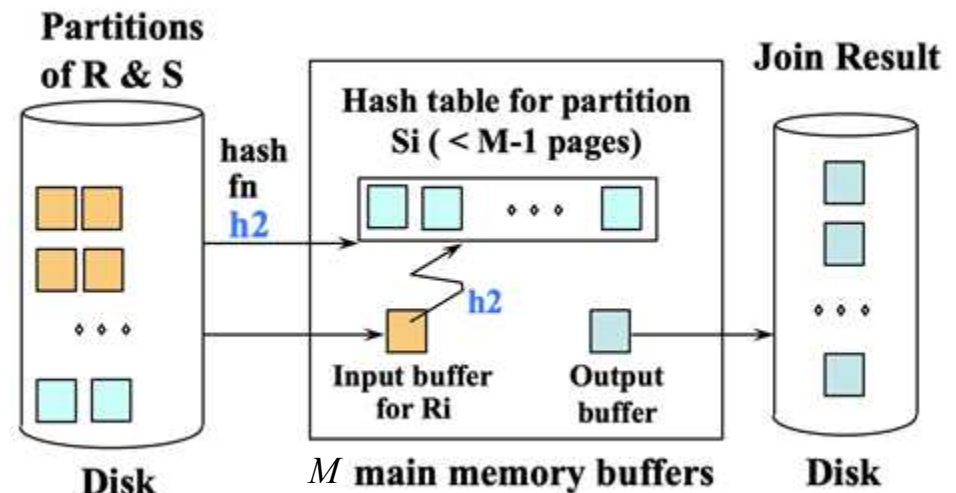 Partitions
of R & S
hash
fn
h2
Disk
Hash table for partition
Si ( < M-1 pages)
h2
Input buffer
for Ri
Output
buffer
M main memory buffers
Join Result
Disk